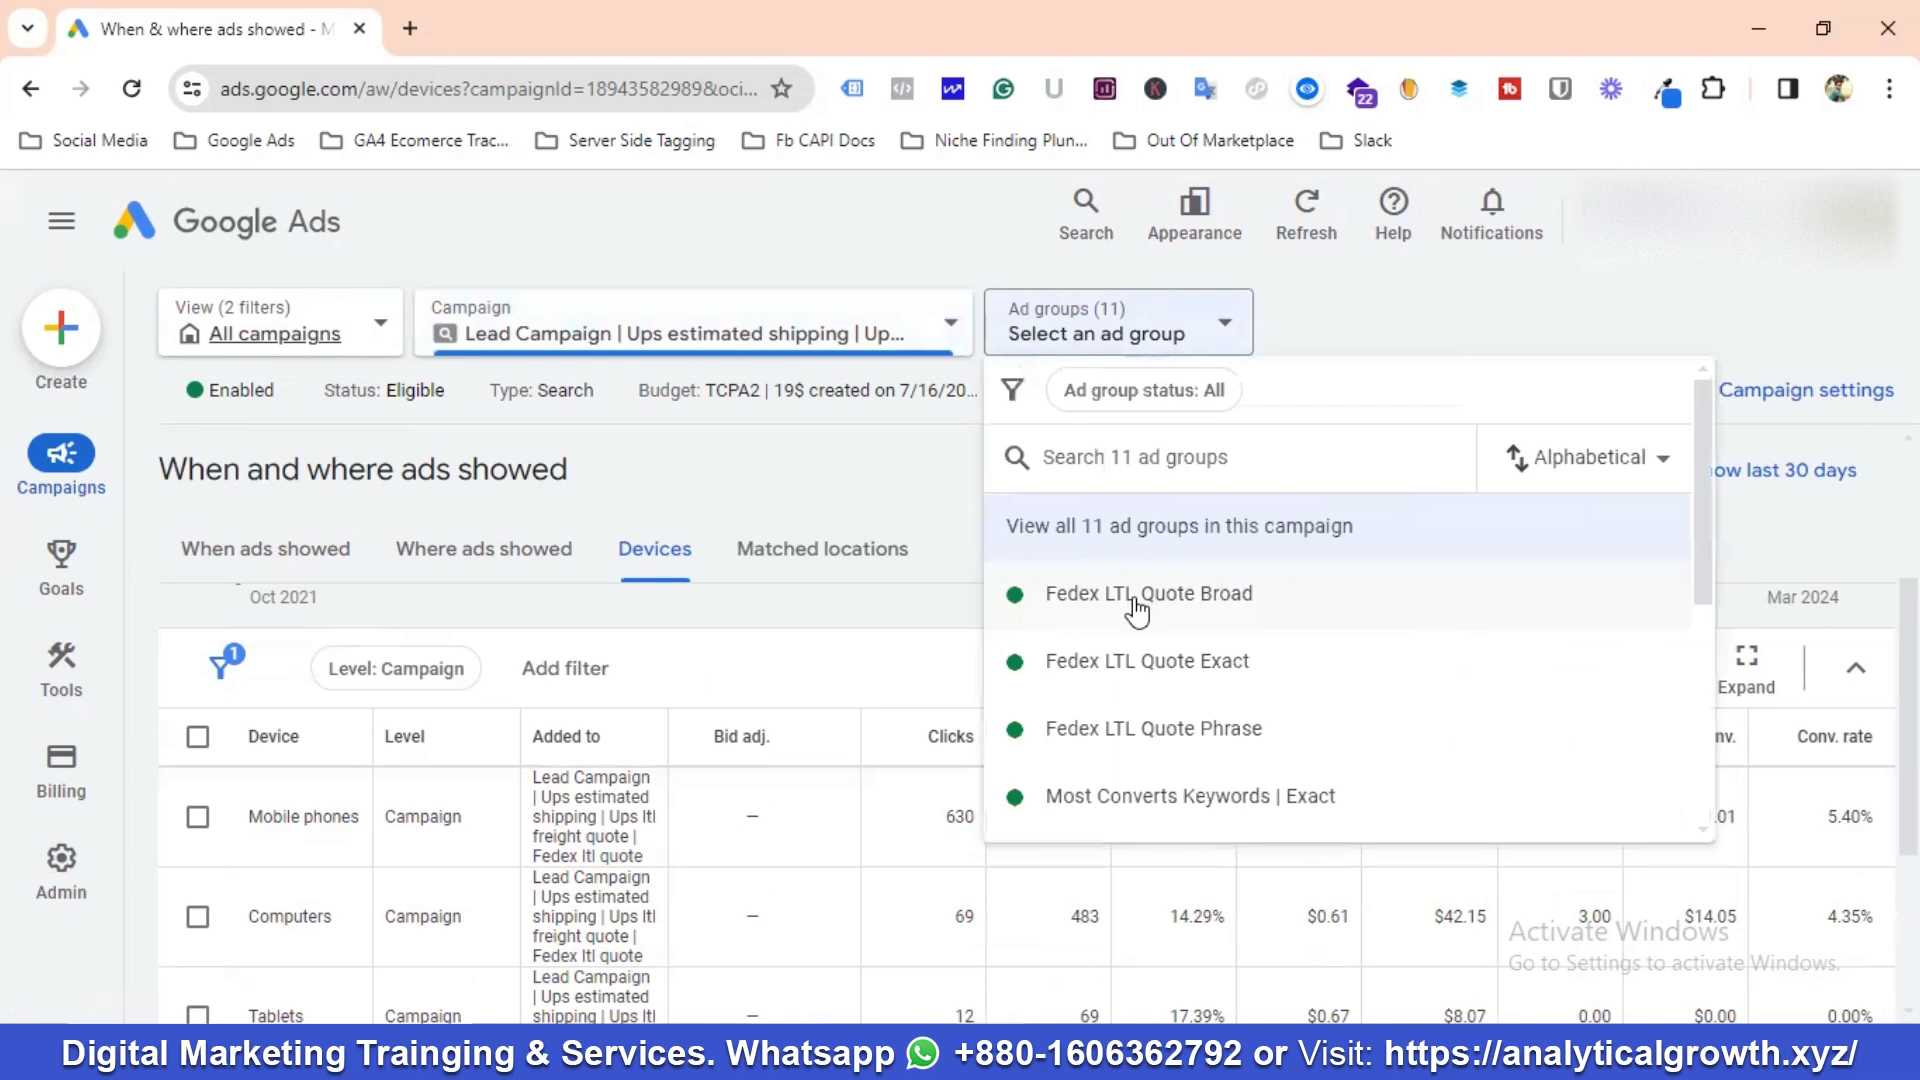 When & where ads showed - M
ads.google.com/aw/devices?campaignId=18943582989&oci...
22
Social Media
Google Ads
GA4 Ecomerce Trac...
Server Side Tagging
Fb CAPI Docs
Niche Finding Plun...
Out Of Marketplace
Slack
Google Ads
Search
Appearance
Refresh
Help
Notifications
Create
Campaigns
Goals
Tools
Billing
Admin
View (2 filters)
All campaigns
Campaign
Lead Campaign | Ups estimated shipping | Up...
Ad groups (11)
Select an ad group
Enabled
Status: Eligible
Type: Search
Budget: TCPA2 | 19$ created on 7/16/20...
Campaign settings
Ad group status: All
Search 11 ad groups
Alphabetical
View all 11 ad groups in this campaign
Fedex LTL Quote Broad
Fedex LTL Quote Exact
Fedex LTL Quote Phrase
Most Converts Keywords | Exact
When and where ads showed
ow last 30 days
When ads showed
Where ads showed
Devices
Matched locations
Oct 2021
Mar 2024
1
Level: Campaign
Add filter
Expand
Device
Level
Added to
Bid adj.
Clicks
nv.
Conv. rate
Mobile phones
Campaign
Lead Campaign
| Ups estimated
shipping | Ups ltl
freight quote |
Fedex ltl quote
—
630
.01
5.40%
Computers
Campaign
Lead Campaign
| Ups estimated
shipping | Ups ltl
freight quote |
Fedex ltl quote
—
69
483
14.29%
$0.61
$42.15
3.00
$14.05
4.35%
Tablets
Campaign
Lead Campaign
| Ups estimated
shipping | Ups ltl
—
12
69
17.39%
$0.67
$8.07
0.00
$0.00
0.00%
Activate Windows
Go to Settings to activate Windows.
Digital Marketing Trainging & Services. Whatsapp +880-1606362792 or Visit: https://analyticalgrowth.xyz/